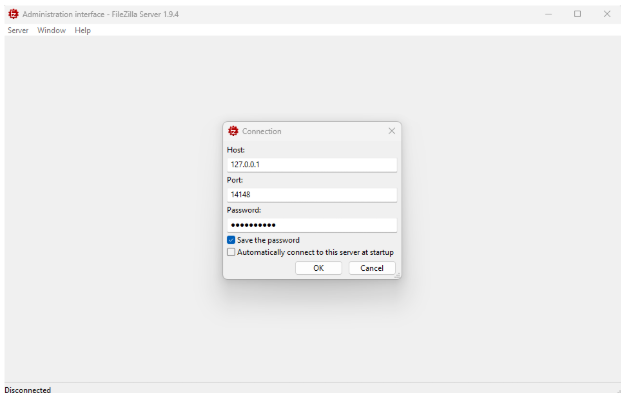 Administration interface - FileZilla Server 1.9.4
Server Window Help
Connection
Host:
127.0.0.1
Port:
14148
Password:
●●●●●●●●●●
Save the password
Automatically connect to this server at startup
OK Cancel
Disconnected